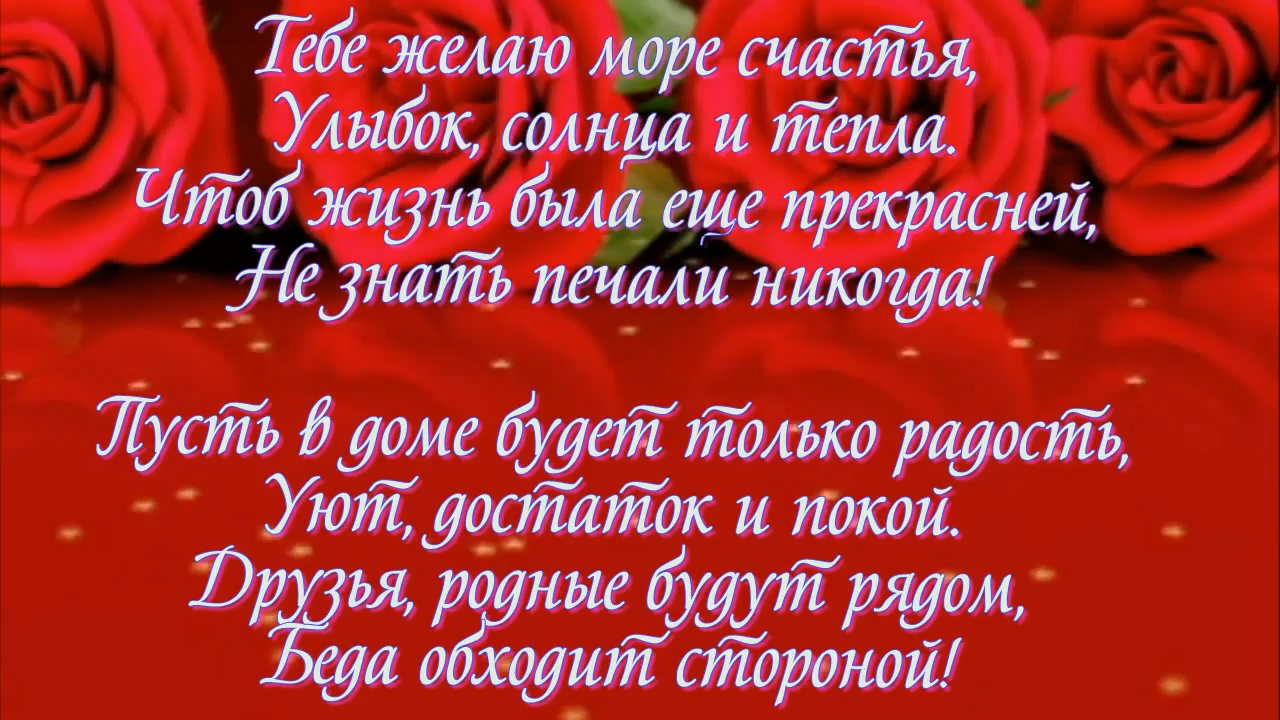 Тебе желаю море счастья,
Улыбок, солнца и тепла.
Чтоб жизнь была еще прекрасней,
Не знать печали никогда!
Пусть в доме будет только радость,
Уют, достаток и покой.
Друзья, родные будут рядом,
Беда обходит стороной!